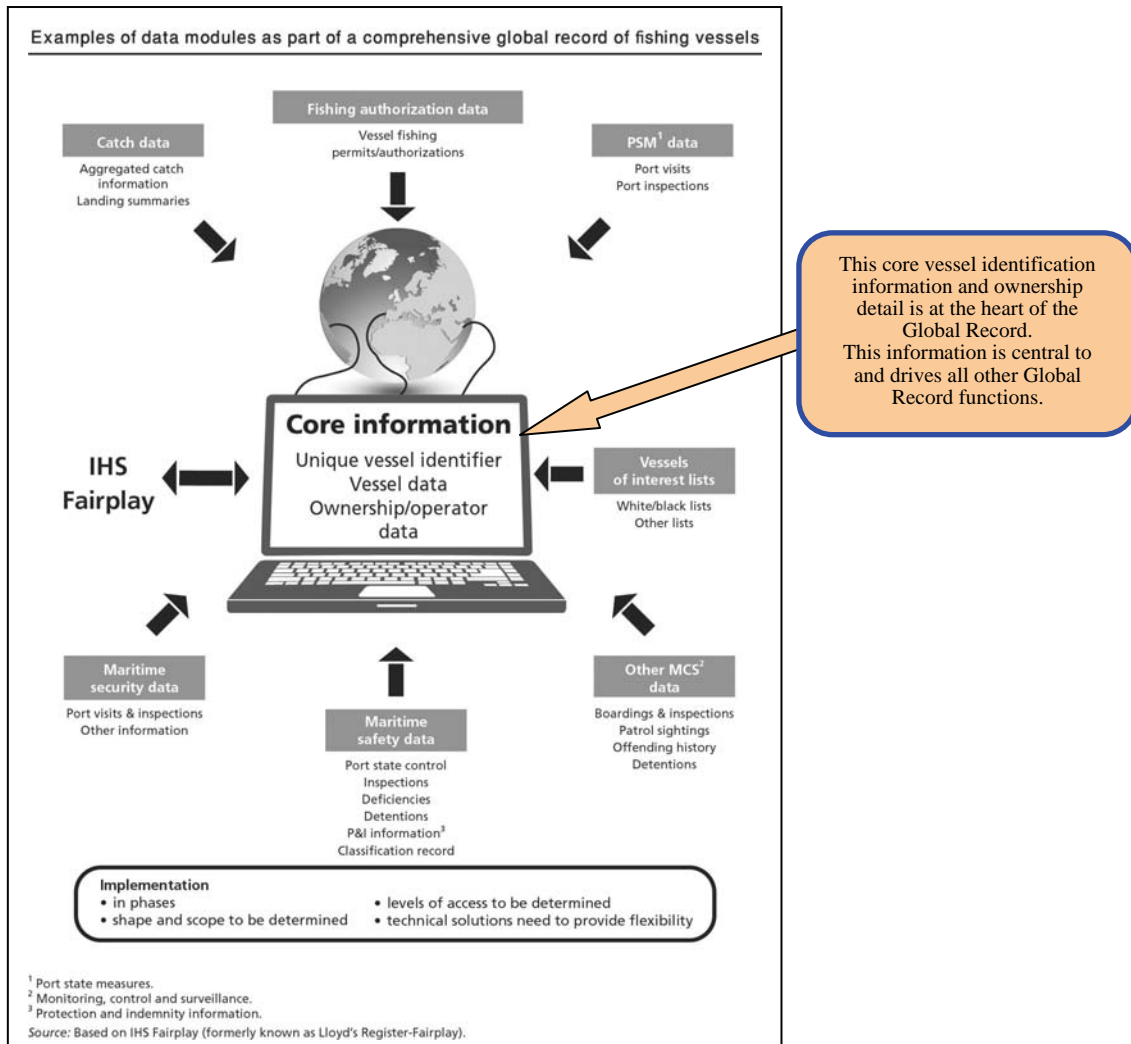 Examples of data modules as part of a comprehensive global record of fishing vessels
Fishing authorization data
Vessel fishing
permits/authorizations
Catch data
Aggregated catch
information
Landing summaries
PSM¹ data
Port visits
Port inspections
This core vessel identification
information and ownership
detail is at the heart of the
Global Record.
This information is central to
and drives all other Global
Record functions.
Core information
Unique vessel identifier
Vessel data
Ownership/operator
data
IHS
Fairplay
Vessels
of interest lists
White/black lists
Other lists
Maritime
security data
Port visits & inspections
Other information
Maritime
safety data
Port state control
Inspections
Deficiencies
Detentions
P&I information³
Classification record
Other MCS²
data
Boardings & inspections
Patrol sightings
Offending history
Detentions
Implementation
• in phases
• shape and scope to be determined
• levels of access to be determined
• technical solutions need to provide flexibility
¹ Port state measures.
² Monitoring, control and surveillance.
³ Protection and indemnity information.
Source: Based on IHS Fairplay (formerly known as Lloyd's Register-Fairplay).